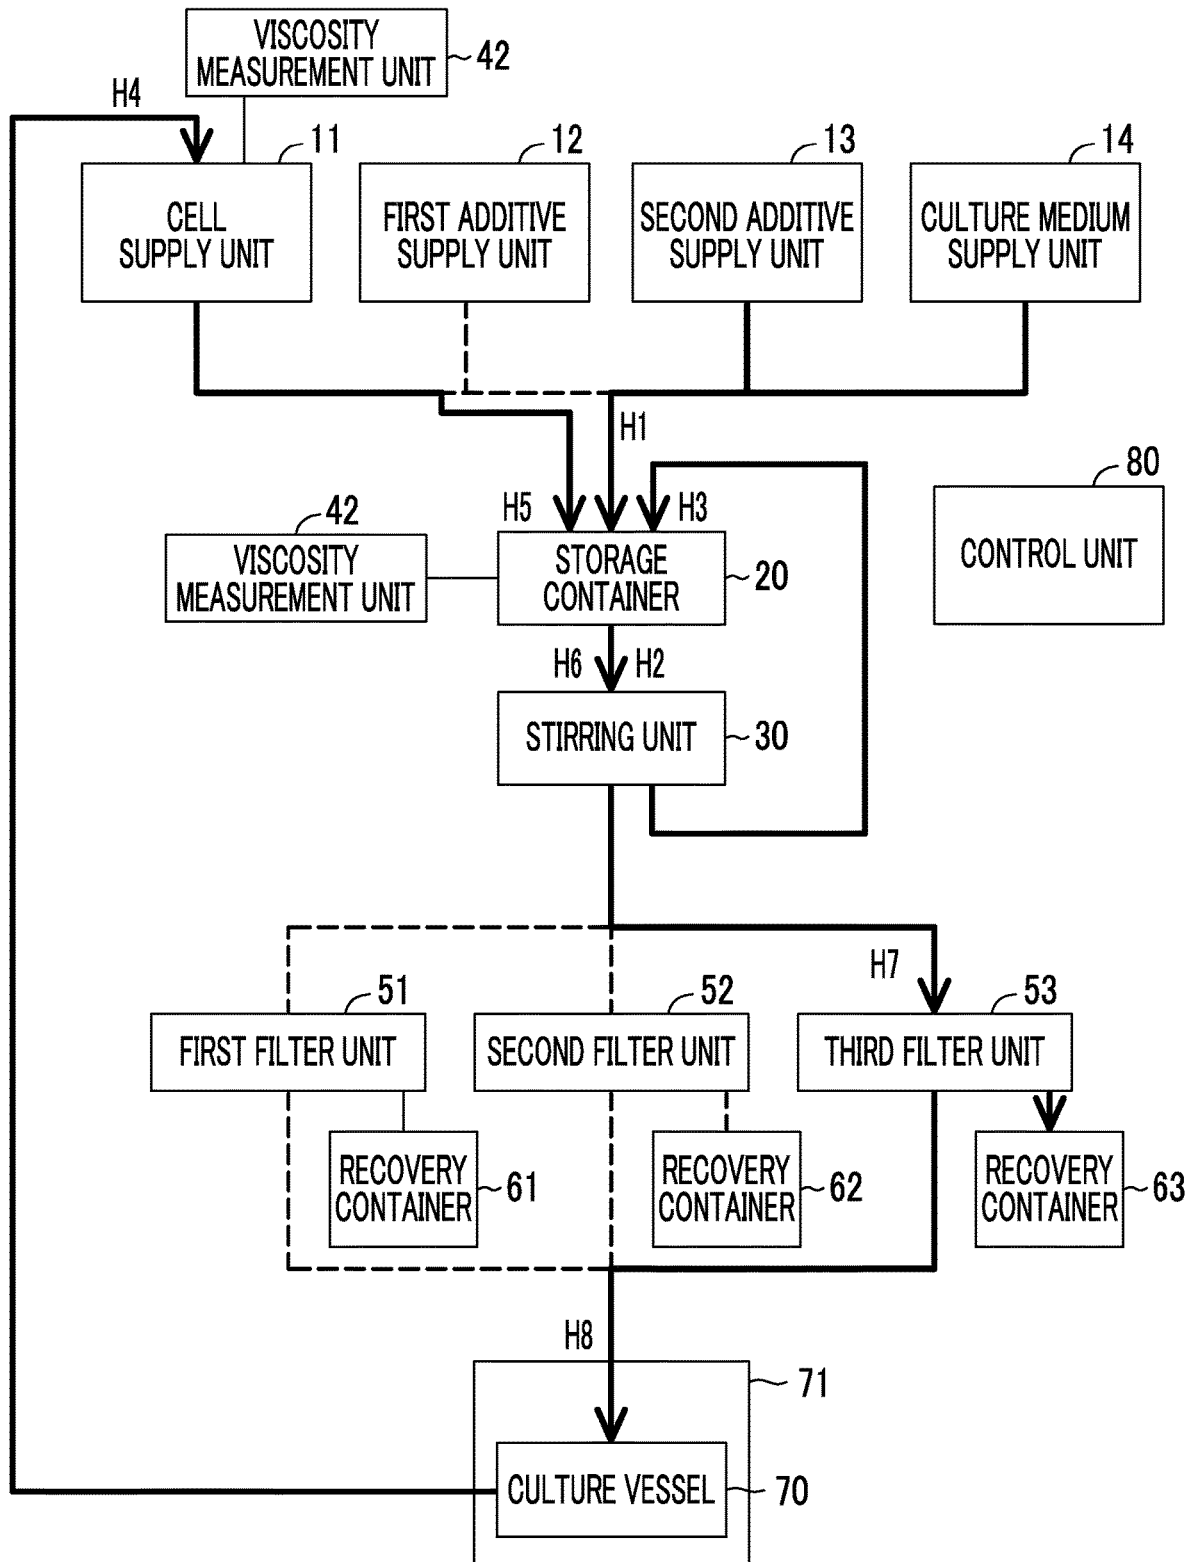 VISCOSITY
MEASUREMENT UNIT
42
H4
11
12
13
14
CELL
SUPPLY UNIT
FIRST ADDITIVE
SUPPLY UNIT
SECOND ADDITIVE
SUPPLY UNIT
CULTURE MEDIUM
SUPPLY UNIT
H1
H5
H3
80
42
VISCOSITY
MEASUREMENT UNIT
STORAGE
CONTAINER
20
CONTROL UNIT
H6
H2
STIRRING UNIT
30
H7
51
52
53
FIRST FILTER UNIT
SECOND FILTER UNIT
THIRD FILTER UNIT
RECOVERY
CONTAINER
61
RECOVERY
CONTAINER
62
RECOVERY
CONTAINER
63
H8
71
CULTURE VESSEL
70